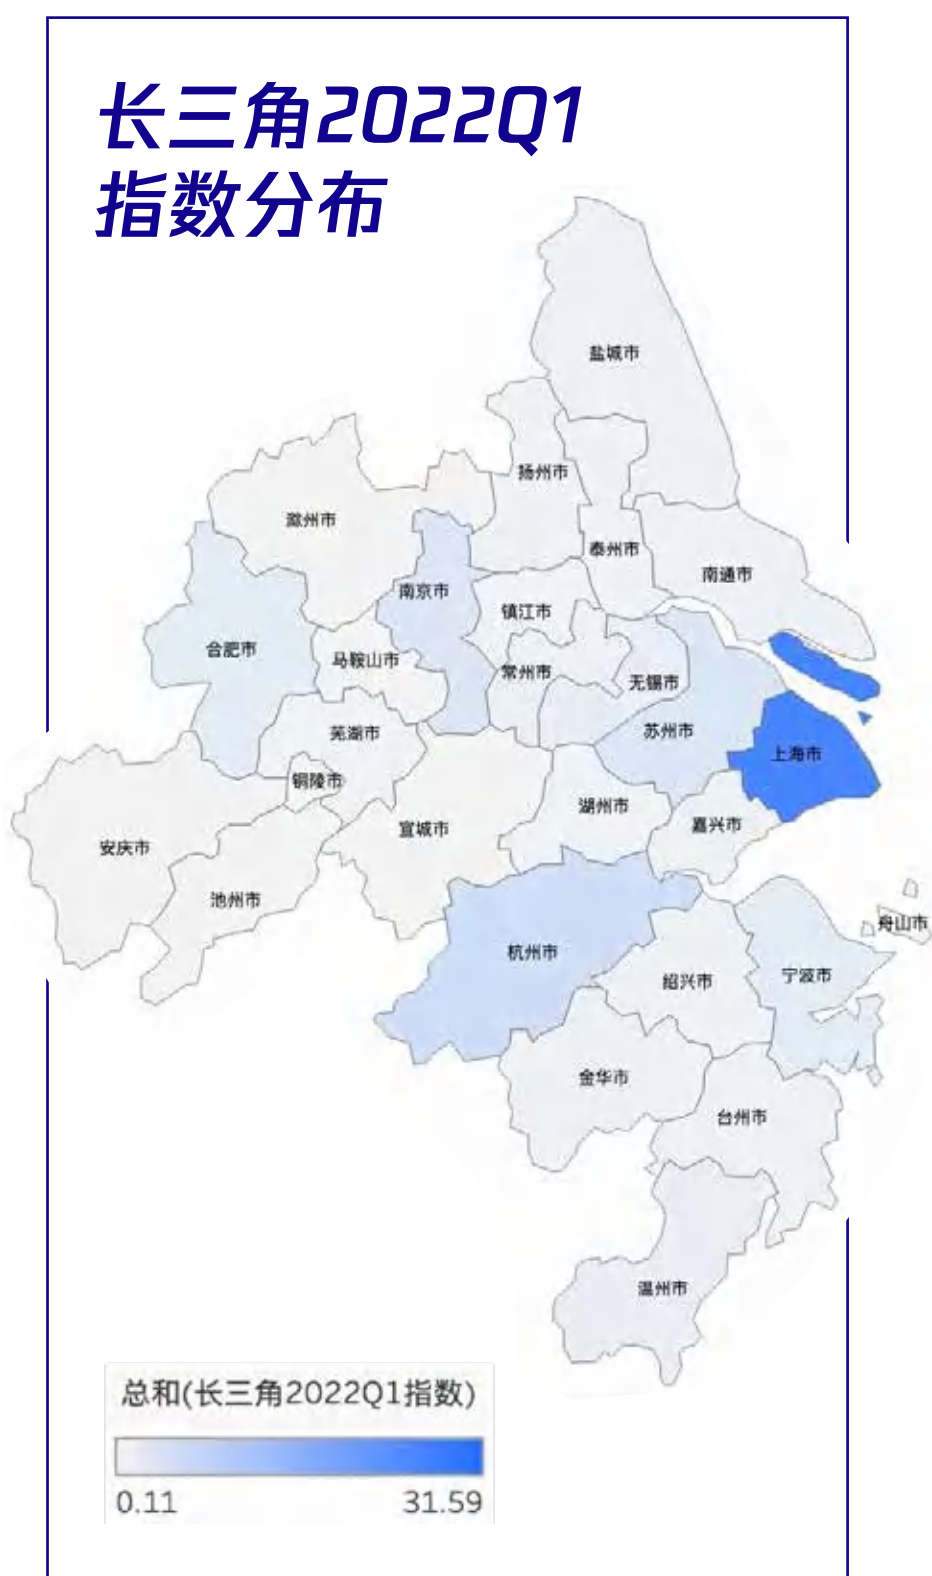 长三角2022Q1
指数分布
盐城市
扬州市
滁州市
泰州市
南通市
南京市
镇江市
合肥市
马鞍山市
常州市
无锡市
芜湖市
苏州市
上海市
铜陵市
湖州市
嘉兴市
宣城市
安庆市
池州市
舟山市
杭州市
绍兴市
宁波市
金华市
台州市
温州市
总和(长三角2022Q1指数)
0.11
31.59